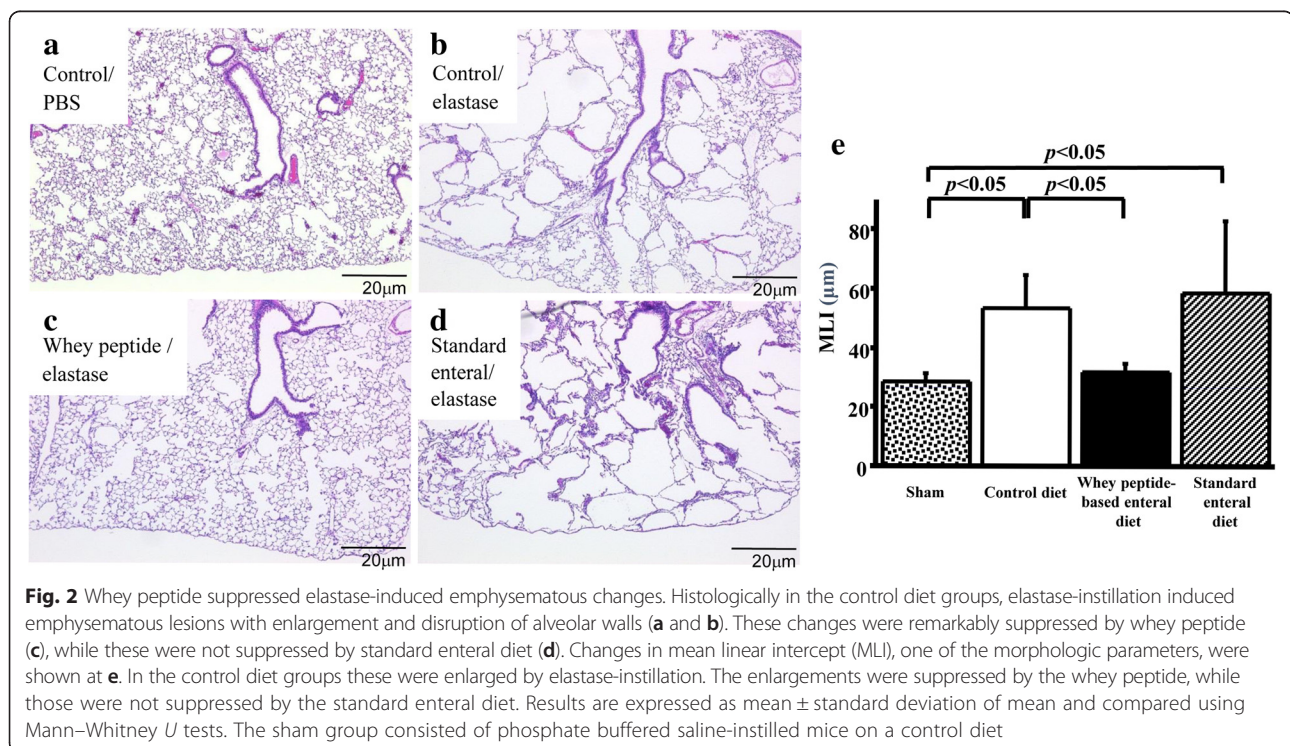 a
Control/
PBS
20μm
b
Control/
elastase
20μm
c
Whey peptide /
elastase
20μm
d
Standard
enteral/
elastase
20μm
e
p<0.05
p<0.05
p<0.05
MLI (μm)
80
60
40
20
0
Sham
Control diet
Whey peptide-
based enteral
diet
Standard
enteral
diet
Fig. 2 Whey peptide suppressed elastase-induced emphysematous changes. Histologically in the control diet groups, elastase-instillation induced
emphysematous lesions with enlargement and disruption of alveolar walls (a and b). These changes were remarkably suppressed by whey peptide
(c), while these were not suppressed by standard enteral diet (d). Changes in mean linear intercept (MLI), one of the morphologic parameters, were
shown at e. In the control diet groups these were enlarged by elastase-instillation. The enlargements were suppressed by the whey peptide, while
those were not suppressed by the standard enteral diet. Results are expressed as mean ± standard deviation of mean and compared using
Mann–Whitney U tests. The sham group consisted of phosphate buffered saline-instilled mice on a control diet